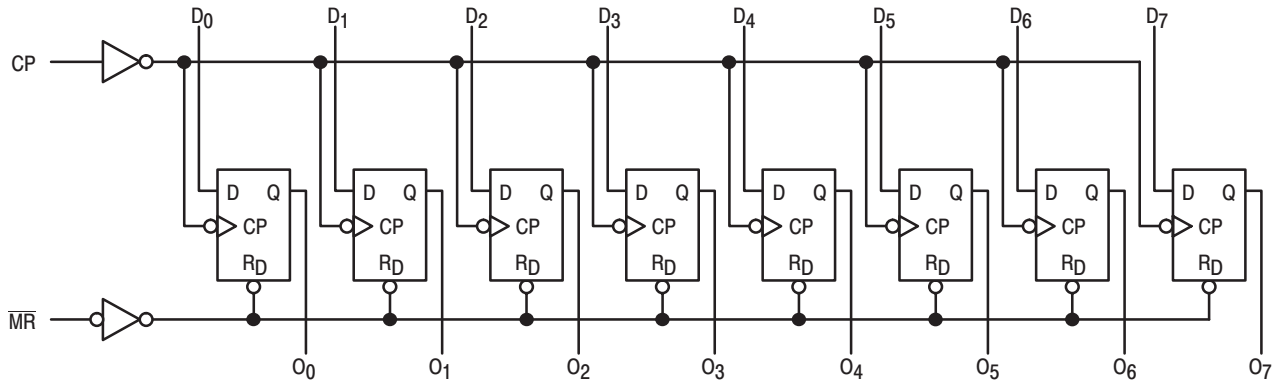 D0 D1 D2 D3 D4 D5 D6 D7
CP
D Q D Q D Q D Q D Q D Q D Q D Q
CP CP CP CP CP CP CP CP
RD RD RD RD RD RD RD RD
M̅R̅
O0 O1 O2 O3 O4 O5 O6 O7